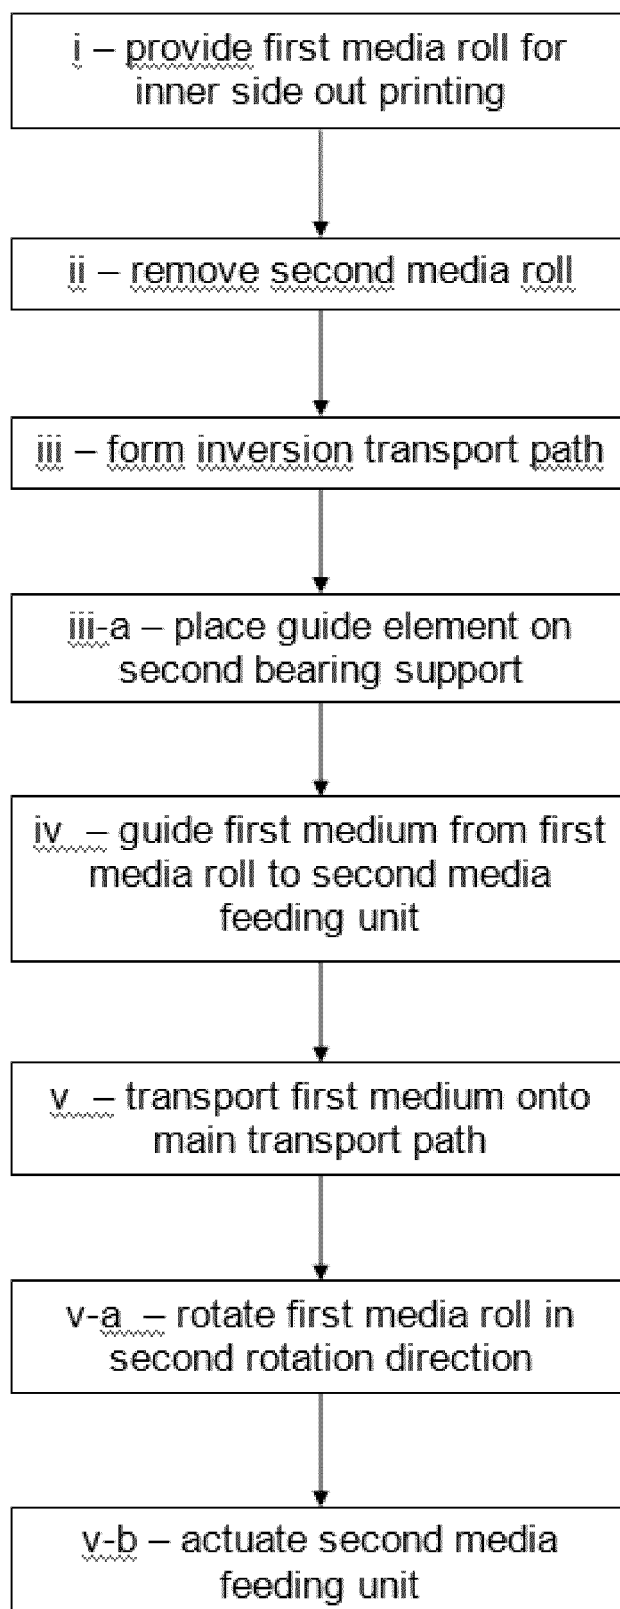 i – provide first media roll for
inner side out printing
ii – remove second media roll
iii – form inversion transport path
iii-a – place guide element on
second bearing support
iv – guide first medium from first
media roll to second media
feeding unit
v – transport first medium onto
main transport path
v-a – rotate first media roll in
second rotation direction
v-b – actuate second media
feeding unit